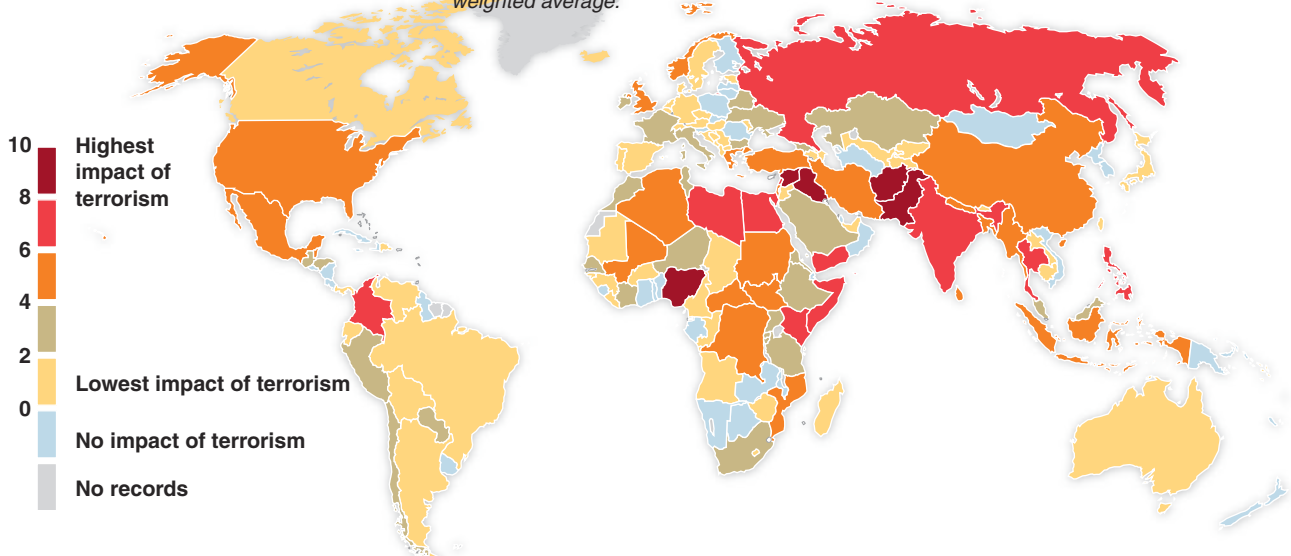 weighted average.
10
Highest
impact of
terrorism
8
6
4
2
Lowest impact of terrorism
0
No impact of terrorism
No records